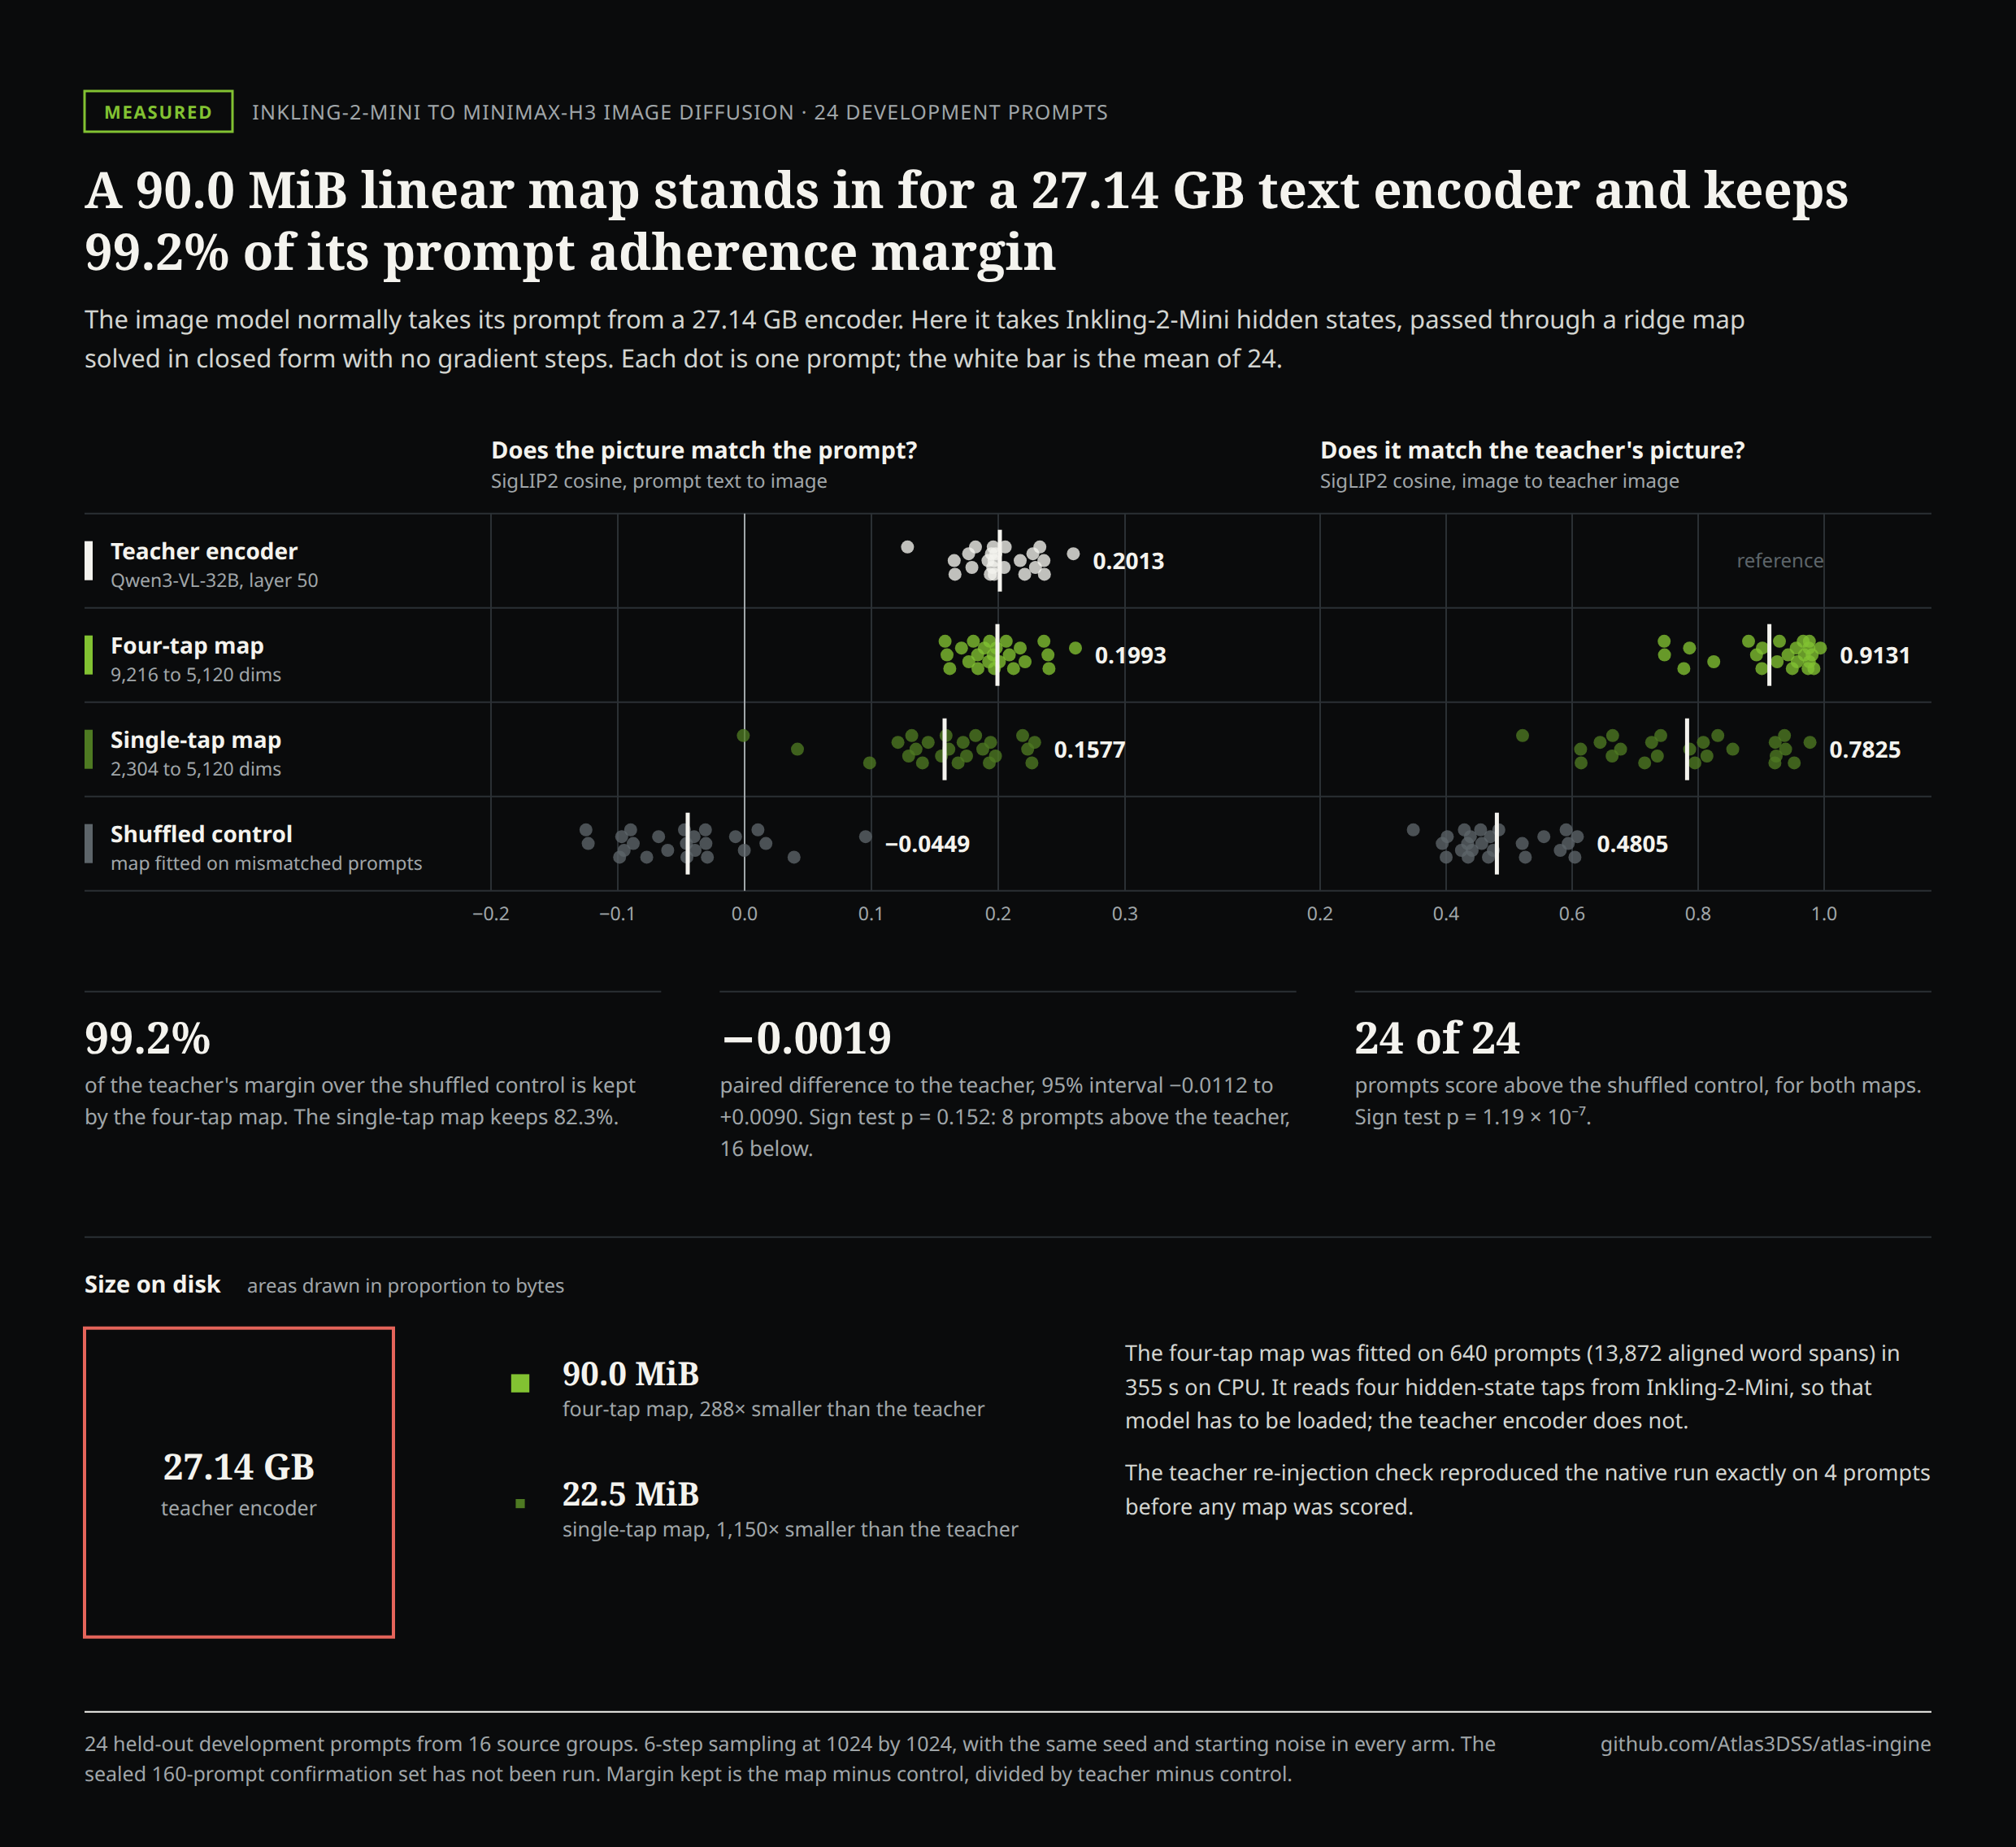 MEASURED INKLING-2-MINI TO MINIMAX-H3 IMAGE DIFFUSION · 24 DEVELOPMENT PROMPTS
A 90.0 MiB linear map stands in for a 27.14 GB text encoder and keeps
99.2% of its prompt adherence margin
The image model normally takes its prompt from a 27.14 GB encoder. Here it takes Inkling-2-Mini hidden states, passed through a ridge map
solved in closed form with no gradient steps. Each dot is one prompt; the white bar is the mean of 24.
Does the picture match the prompt?
SigLIP2 cosine, prompt text to image
Does it match the teacher's picture?
SigLIP2 cosine, image to teacher image
Teacher encoder
Qwen3-VL-32B, layer 50
0.2013
reference
Four-tap map
9,216 to 5,120 dims
0.1993
0.9131
Single-tap map
2,304 to 5,120 dims
0.1577
0.7825
Shuffled control
map fitted on mismatched prompts
−0.0449
0.4805
−0.2 −0.1 0.0 0.1 0.2 0.3
0.2 0.4 0.6 0.8 1.0
99.2%
of the teacher's margin over the shuffled control is kept
by the four-tap map. The single-tap map keeps 82.3%.
−0.0019
paired difference to the teacher, 95% interval −0.0112 to
+0.0090. Sign test p = 0.152: 8 prompts above the teacher,
16 below.
24 of 24
prompts score above the shuffled control, for both maps.
Sign test p = 1.19 × 10⁻⁷.
Size on disk areas drawn in proportion to bytes
27.14 GB
teacher encoder
90.0 MiB
four-tap map, 288× smaller than the teacher
22.5 MiB
single-tap map, 1,150× smaller than the teacher
The four-tap map was fitted on 640 prompts (13,872 aligned word spans) in
355 s on CPU. It reads four hidden-state taps from Inkling-2-Mini, so that
model has to be loaded; the teacher encoder does not.
The teacher re-injection check reproduced the native run exactly on 4 prompts
before any map was scored.
24 held-out development prompts from 16 source groups. 6-step sampling at 1024 by 1024, with the same seed and starting noise in every arm. The
sealed 160-prompt confirmation set has not been run. Margin kept is the map minus control, divided by teacher minus control.
github.com/Atlas3DSS/atlas-ingine